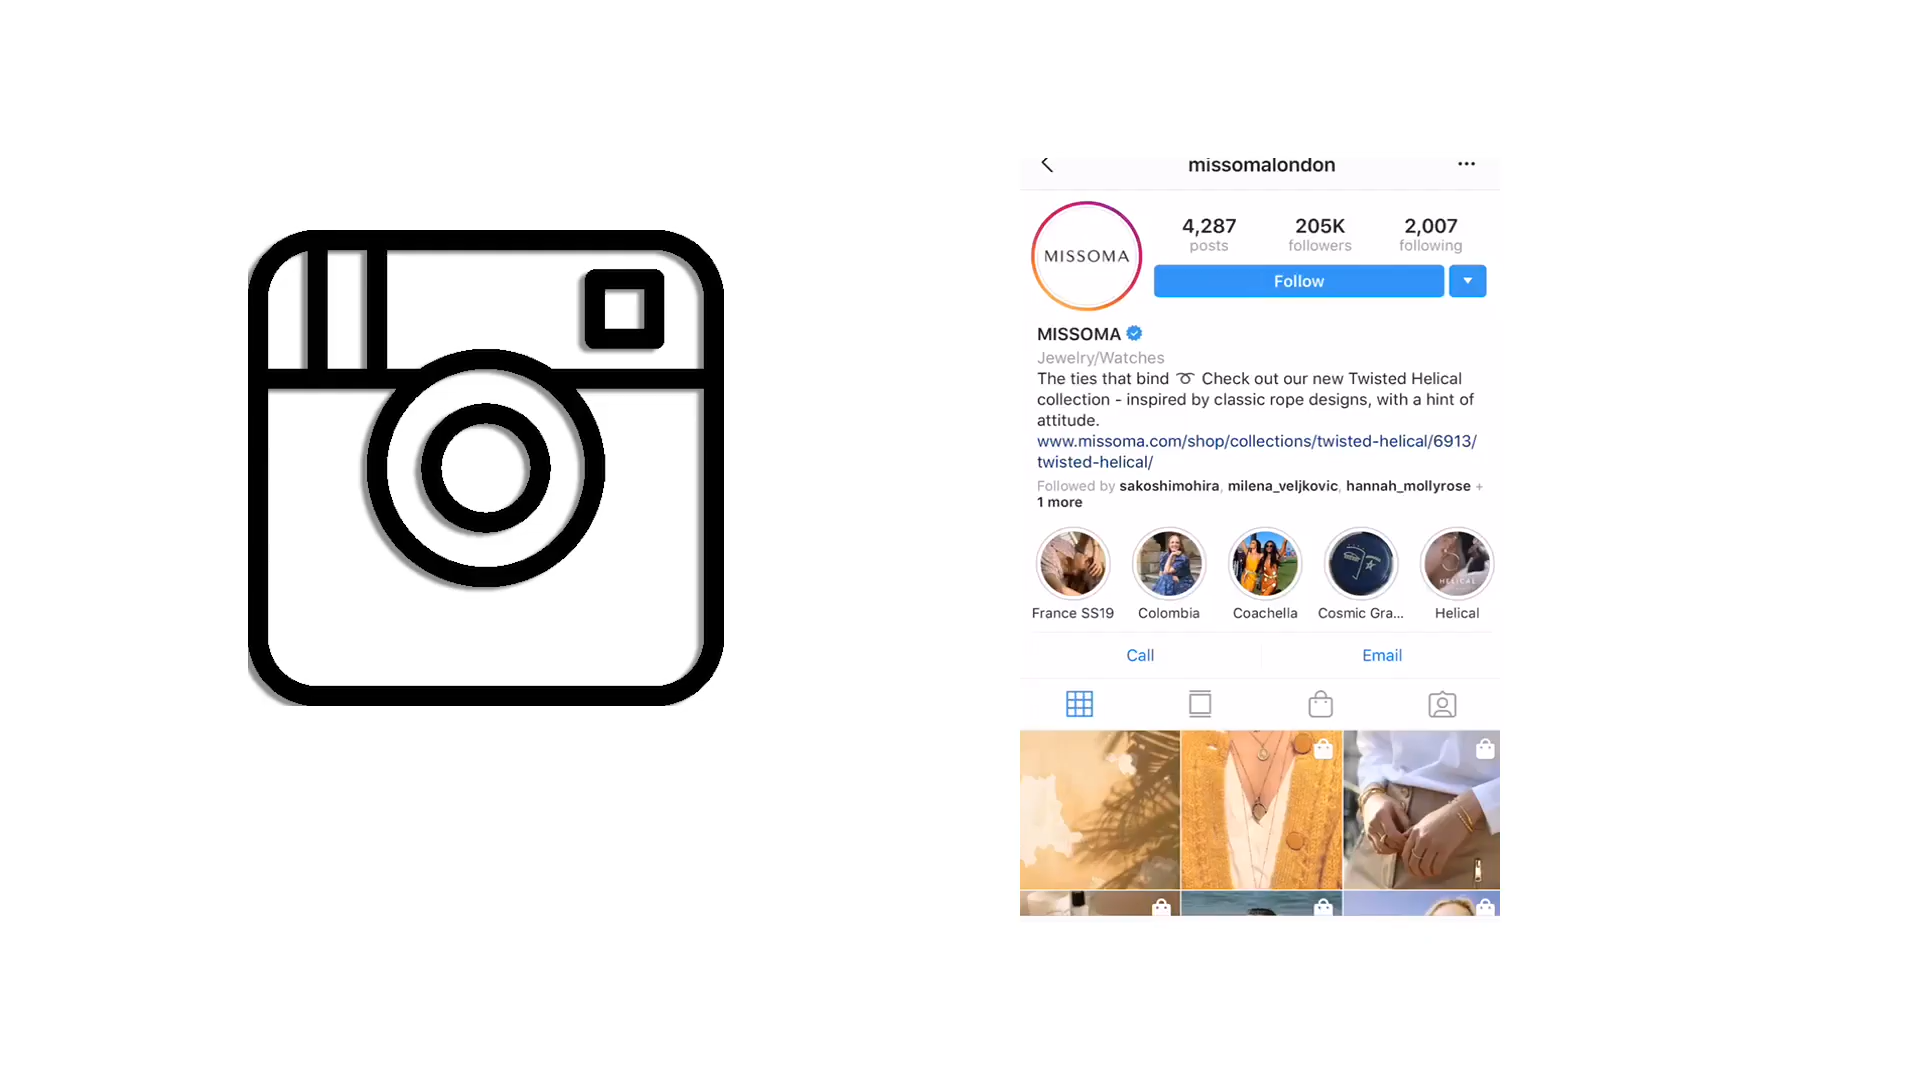 missomalondon
4,287 205K 2,007
posts followers following
MISSOMA
Follow
MISSOMA
Jewelry/Watches
The ties that bind ➰ Check out our new Twisted Helical
collection - inspired by classic rope designs, with a hint of
attitude.
www.missoma.com/shop/collections/twisted-helical/6913/
twisted-helical/
Followed by sakoshimohira, milena_veljkovic, hannah_mollyrose +
1 more
HELICAL
France SS19 Colombia Coachella Cosmic Gra... Helical
Call Email